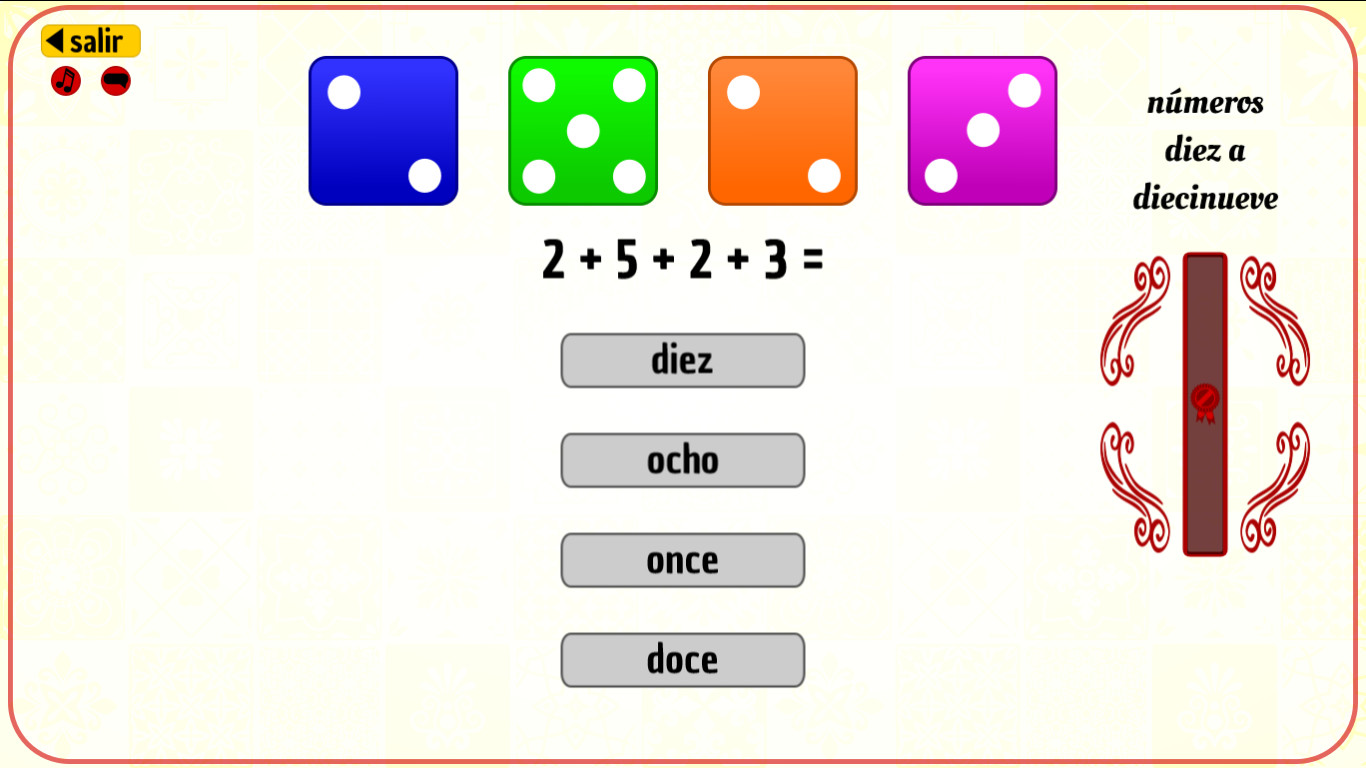 salir
2 + 5 + 2 + 3 =
diez
ocho
once
doce
números
diez a
diecinueve